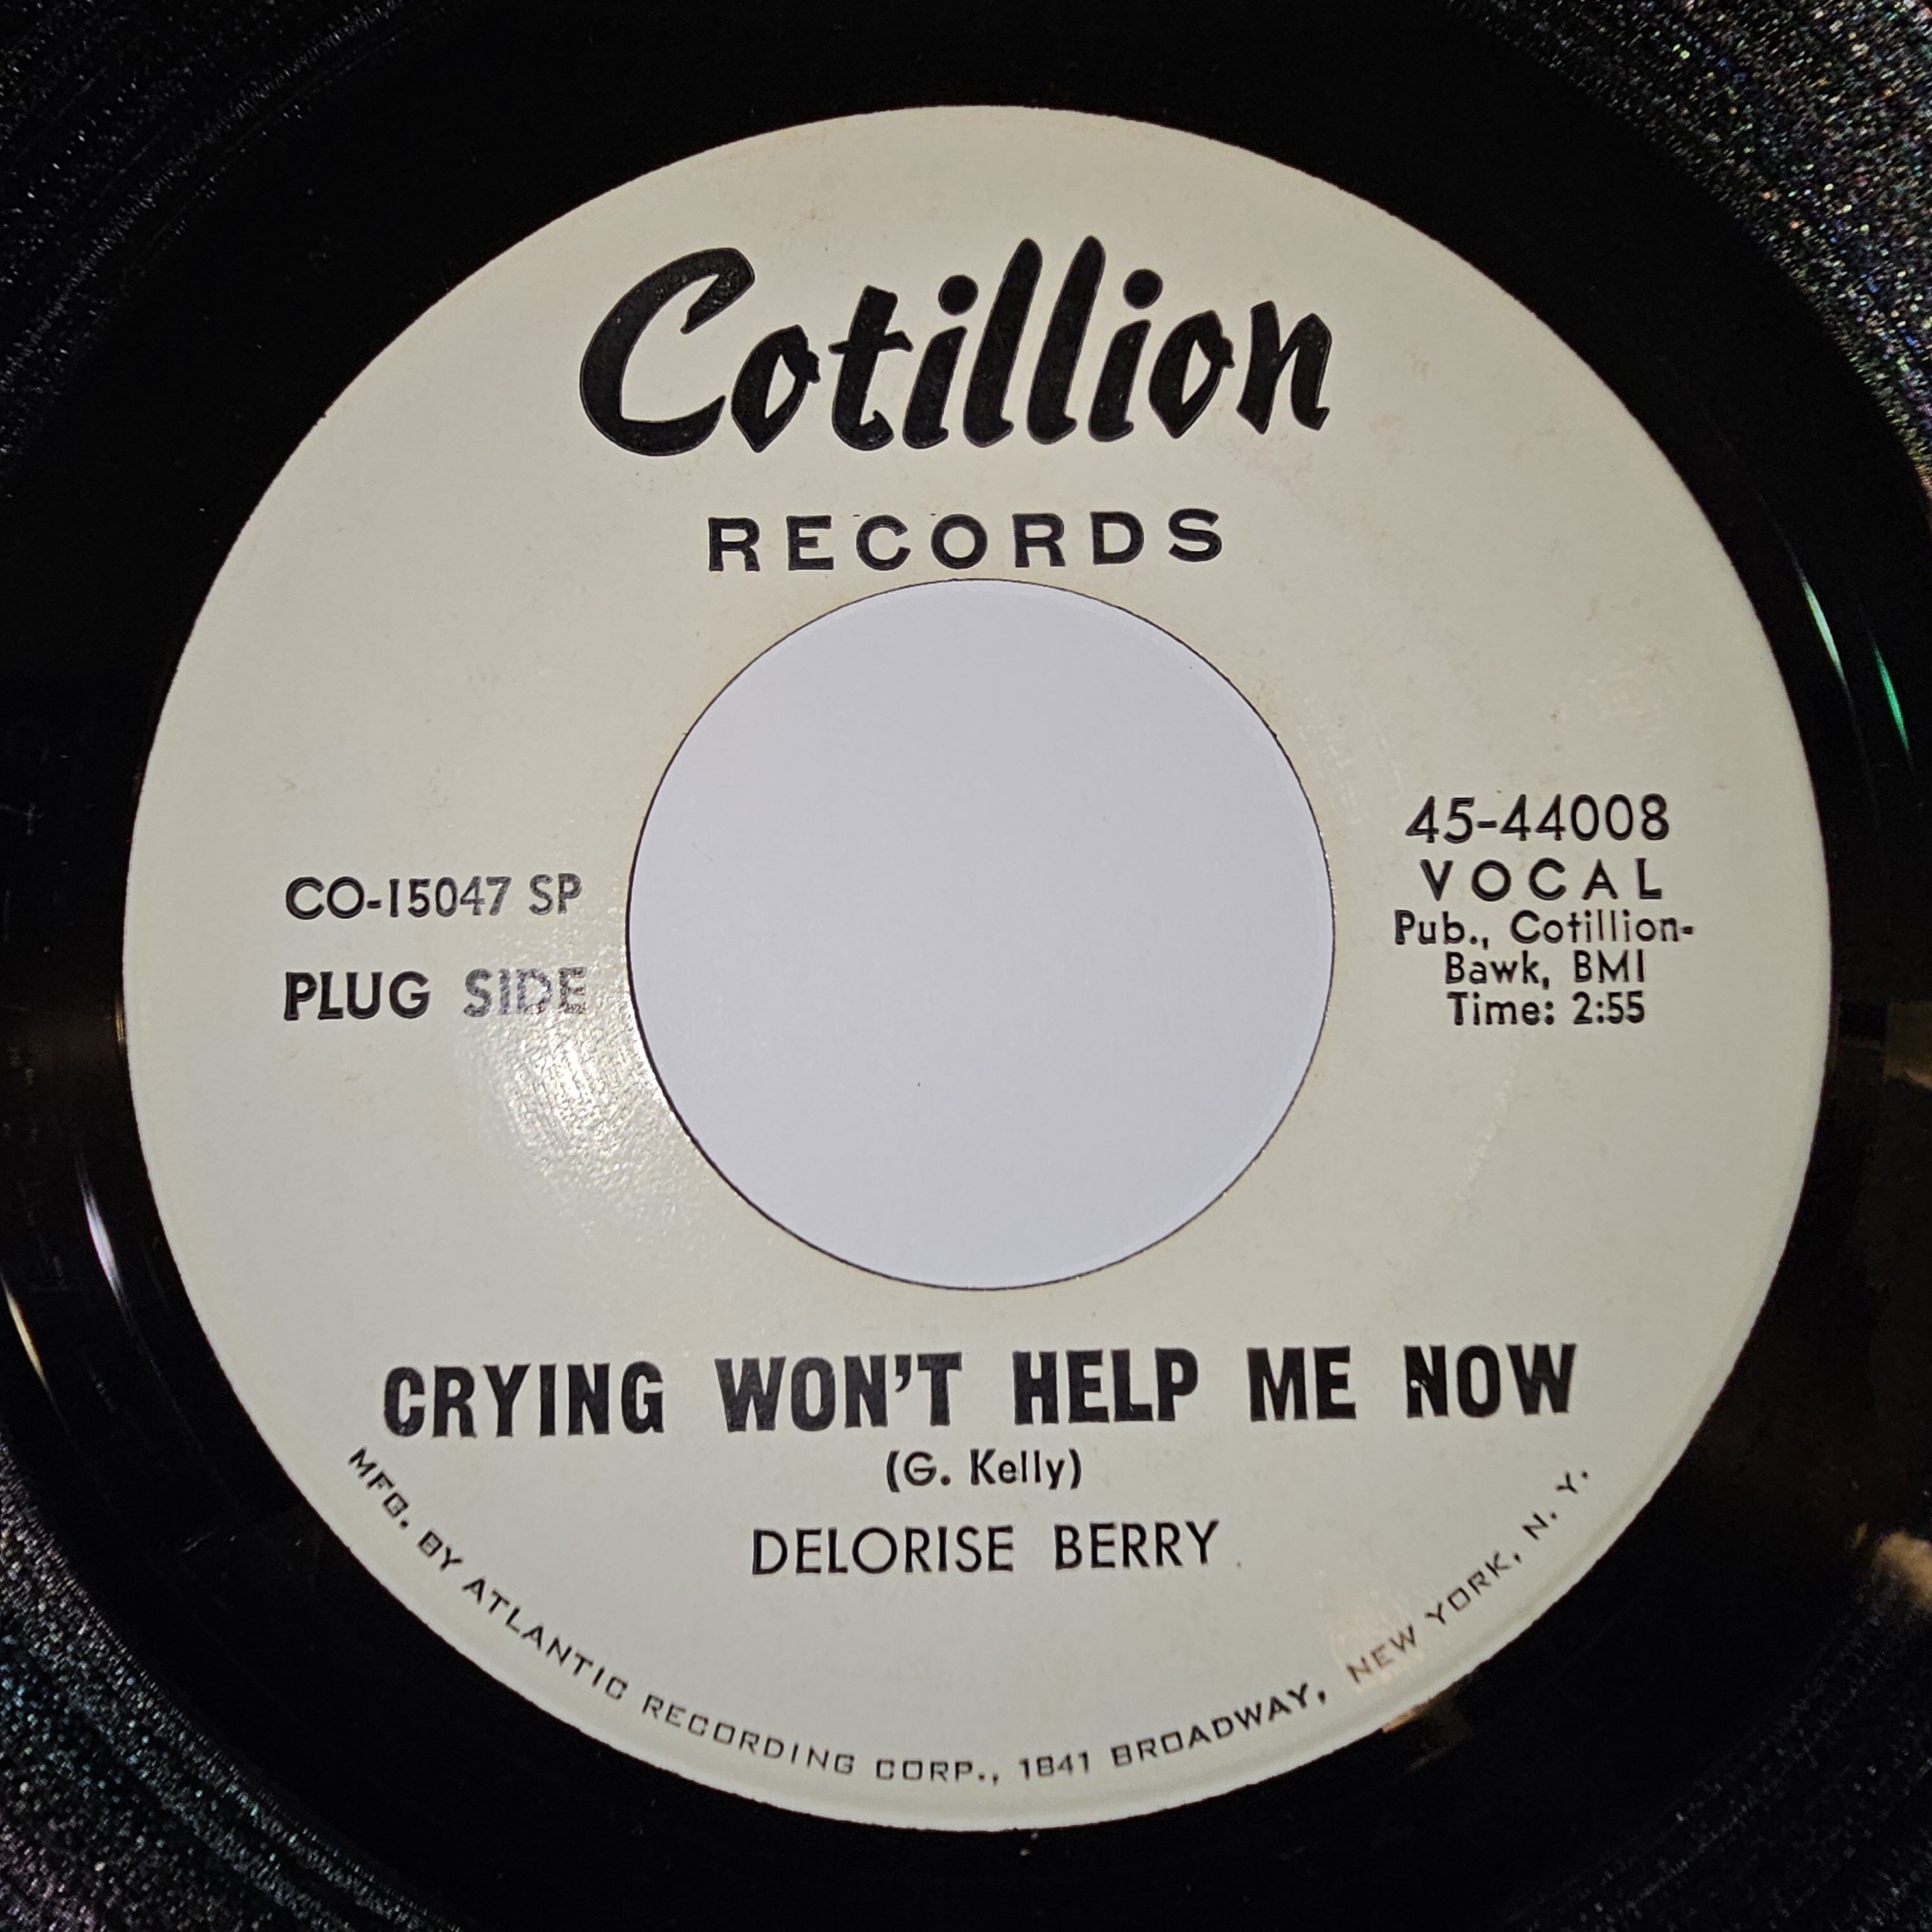 Cotillion
RECORDS
CO-15047 SP
PLUG SIDE
45-44008
VOCAL
Pub., Cotillion-
Bawk, BMI
Time: 2:55
CRYING WON'T HELP ME NOW
(G. Kelly)
DELORISE BERRY
MFG. BY ATLANTIC RECORDING CORP., 1841 BROADWAY, NEW YORK, N. Y.